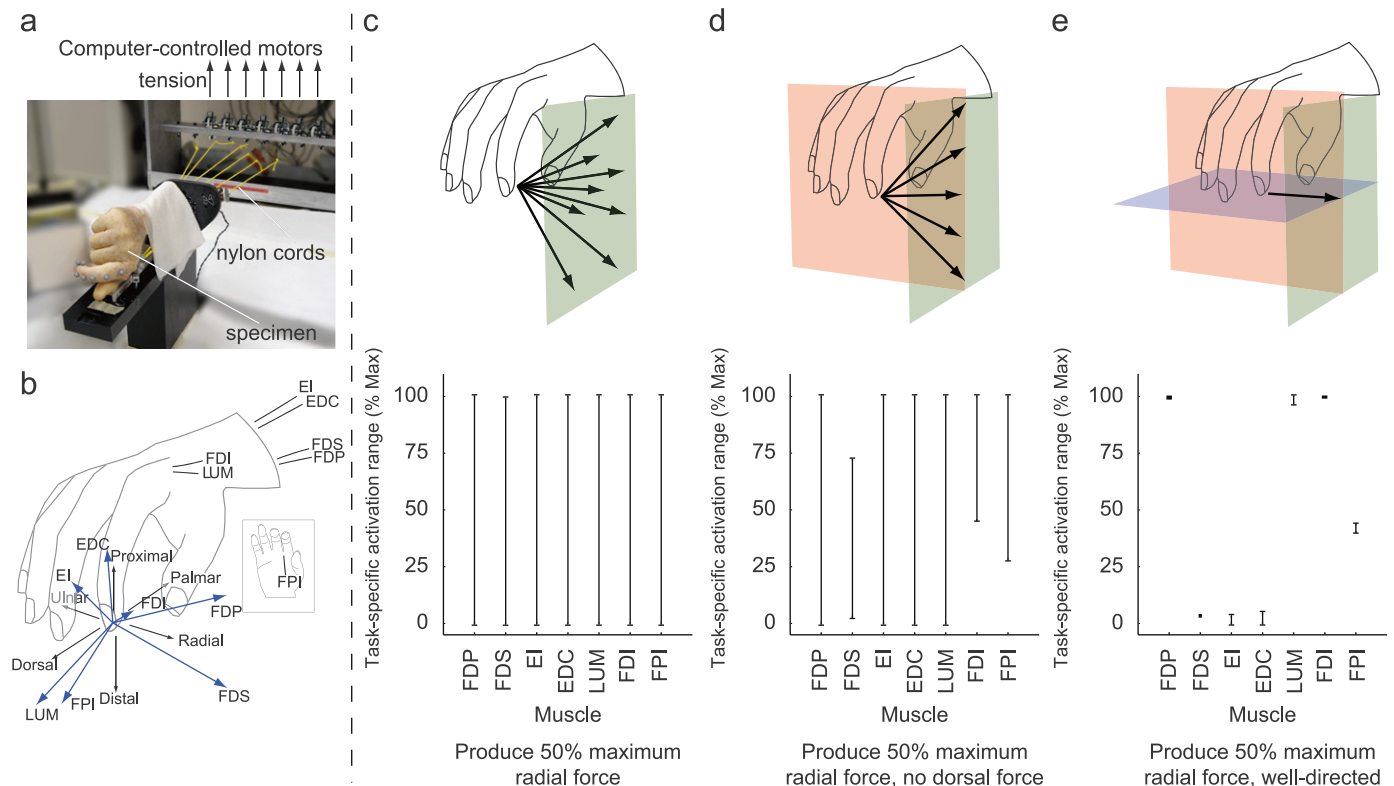 a
Computer-controlled motors
tension
nylon cords
specimen
b
EI
EDC
FDS
FDP
FDI
LUM
EDC
Proximal
EI
Palmar
FPI
Ulnar
FDI
FDP
Radial
Dorsal
LUM
FPI
Distal
FDS
c
Task-specific activation range (% Max)
100
75
50
25
0
FDP
FDS
EI
EDC
LUM
FDI
FPI
Muscle
Produce 50% maximum
radial force
d
Task-specific activation range (% Max)
100
75
50
25
0
FDP
FDS
EI
EDC
LUM
FDI
FPI
Muscle
Produce 50% maximum
radial force, no dorsal force
e
Task-specific activation range (% Max)
100
75
50
25
0
FDP
FDS
EI
EDC
LUM
FDI
FPI
Muscle
Produce 50% maximum
radial force, well-directed